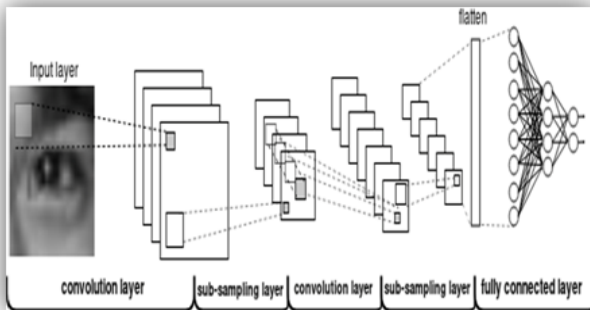 flatten
Input layer
convolution layer
sub-sampling layer
convolution layer
sub-sampling layer
fully connected layer